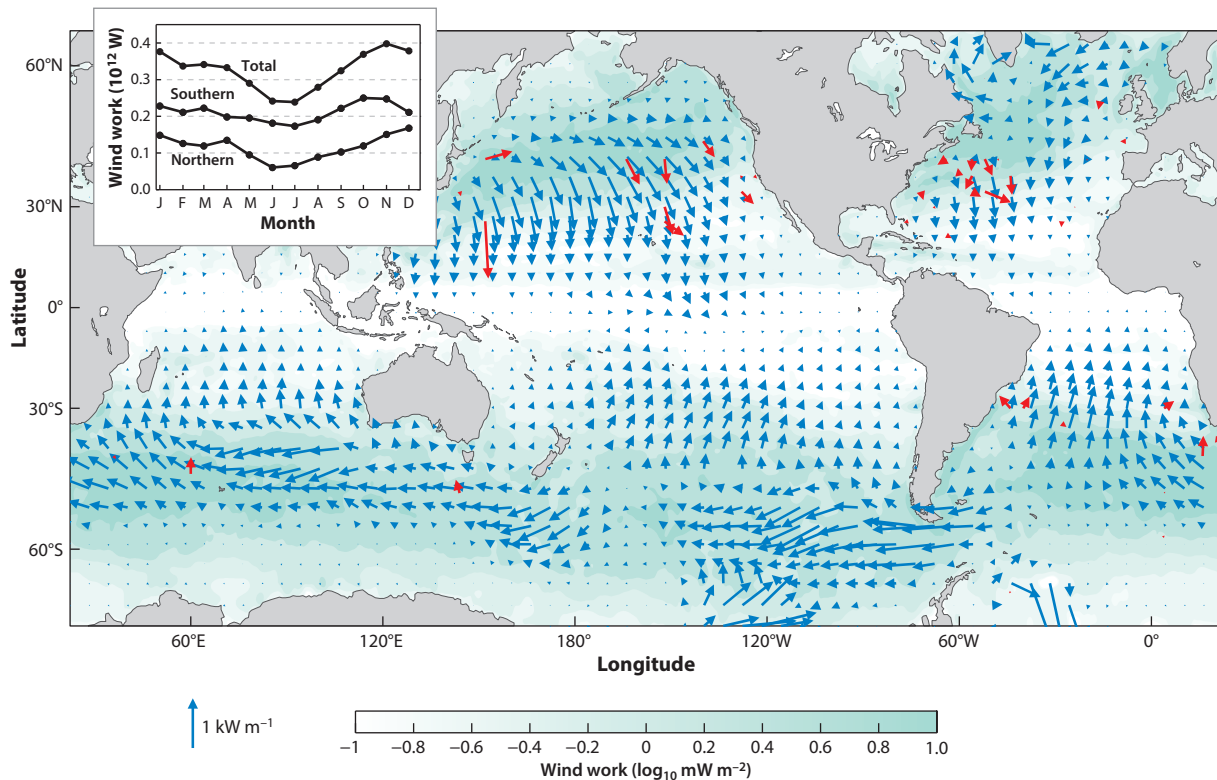 Wind work (10¹² W)
0.4
0.3
0.2
0.1
0.0
Total
Southern
Northern
J F M A M J J A S O N D
Month
Latitude
60°N
30°N
0°
30°S
60°S
60°E 120°E 180° 120°W 60°W 0°
Longitude
1 kW m⁻¹
−1 −0.8 −0.6 −0.4 −0.2 0 0.2 0.4 0.6 0.8 1.0
Wind work (log₁₀ mW m⁻²)